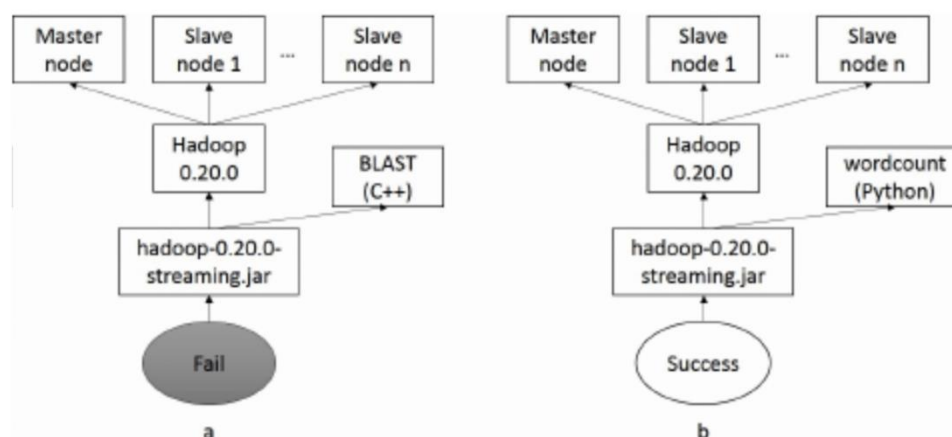 Master
node
Slave
node 1
...
Slave
node n
Hadoop
0.20.0
BLAST
(C++)
hadoop-0.20.0-
streaming.jar
Fail
a
Master
node
Slave
node 1
...
Slave
node n
Hadoop
0.20.0
wordcount
(Python)
hadoop-0.20.0-
streaming.jar
Success
b